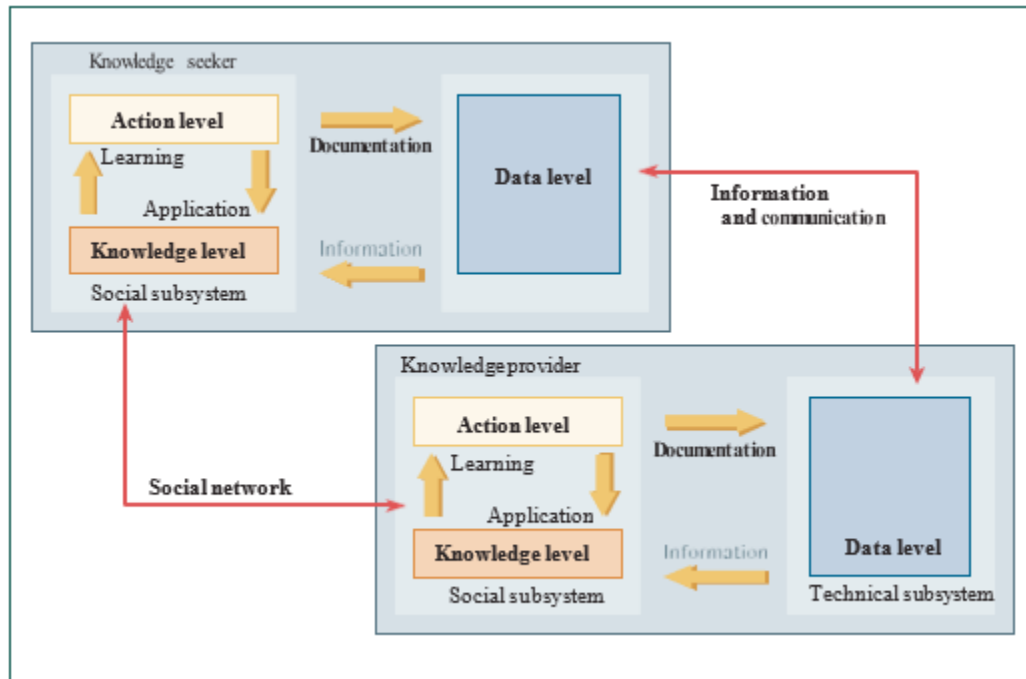 Knowledge seeker
Action level
Learning
Application
Knowledge level
Social subsystem
Documentation
Information
Data level
Information
and communication
Social network
Knowledgeprovider
Action level
Learning
Application
Knowledge level
Social subsystem
Documentation
Information
Data level
Technical subsystem